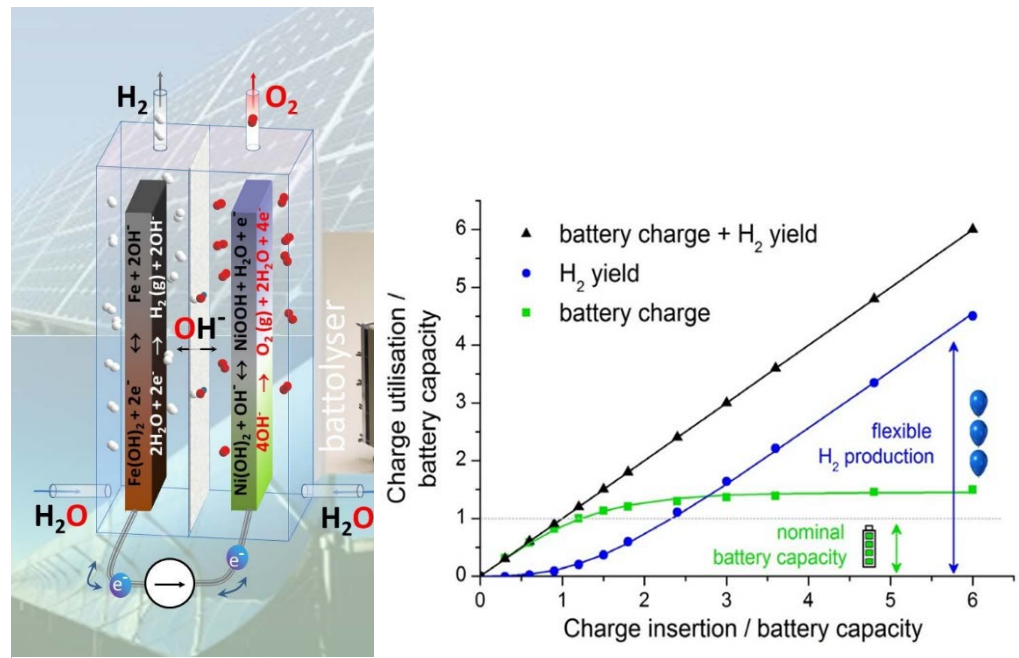 H₂
O₂
Fe(OH)₂ + 2e⁻ ↔ Fe + 2OH⁻
2H₂O + 2e⁻ → H₂ (g) + 2OH⁻
OH⁻
Ni(OH)₂ + OH⁻ ↔ NiOOH + H₂O + e⁻
4OH⁻ → O₂ (g) + 2H₂O + 4e⁻
battolyser
H₂O
H₂O
e⁻
e⁻
Charge utilisation /
battery capacity
6
5
4
3
2
1
0
battery charge + H₂ yield
H₂ yield
battery charge
flexible
H₂ production
nominal
battery capacity
0
1
2
3
4
5
6
Charge insertion / battery capacity